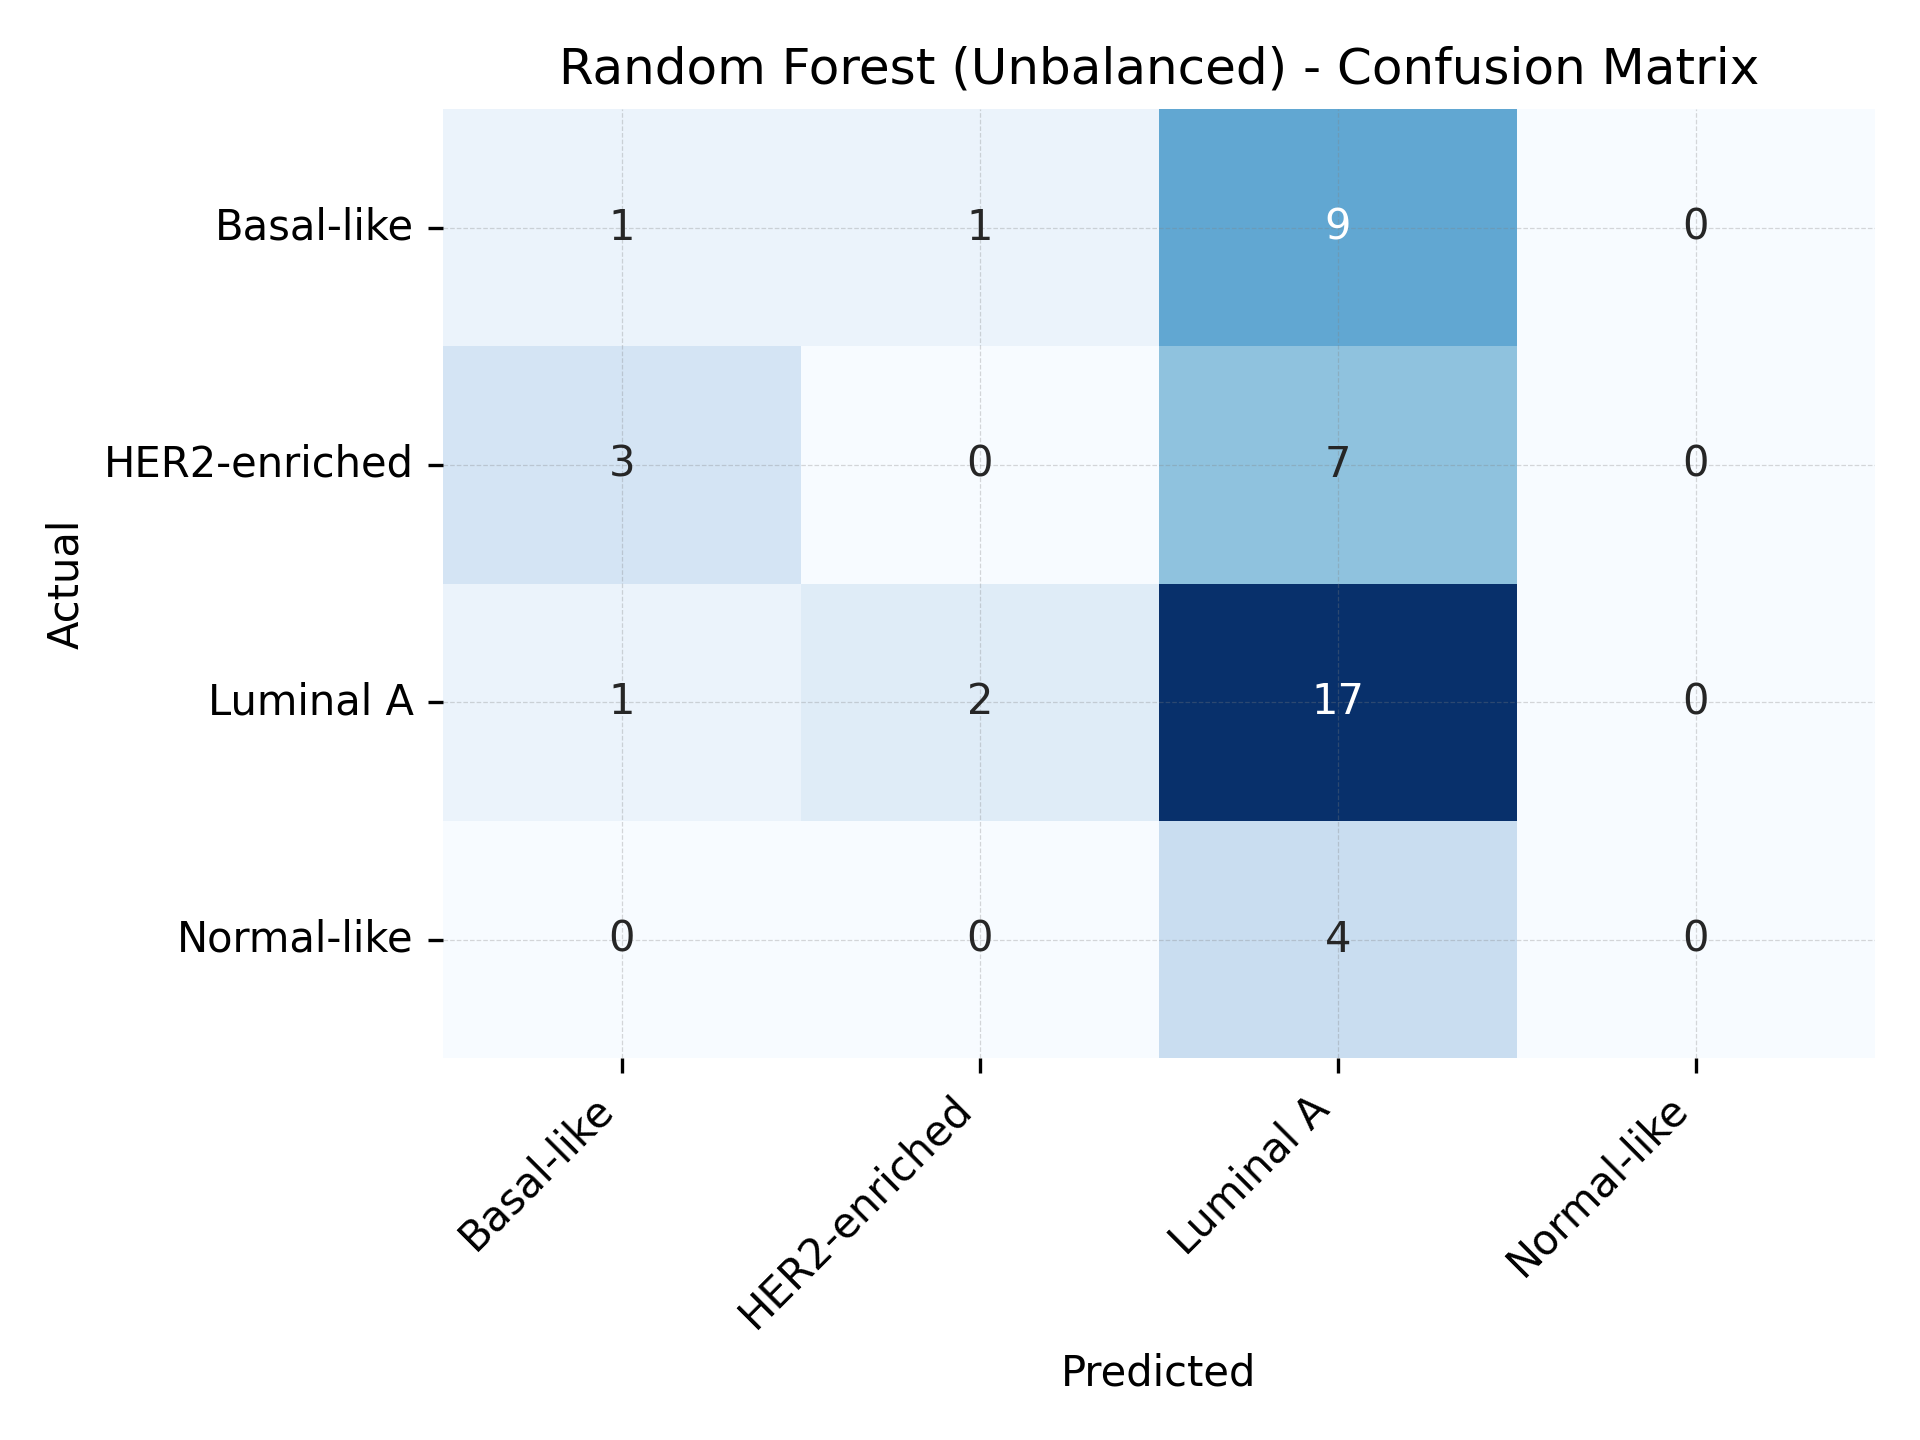 Random Forest (Unbalanced) - Confusion Matrix
Actual
Basal-like 1 1 9 0
HER2-enriched 3 0 7 0
Luminal A 1 2 17 0
Normal-like 0 0 4 0
Basal-like
HER2-enriched
Luminal A
Normal-like
Predicted